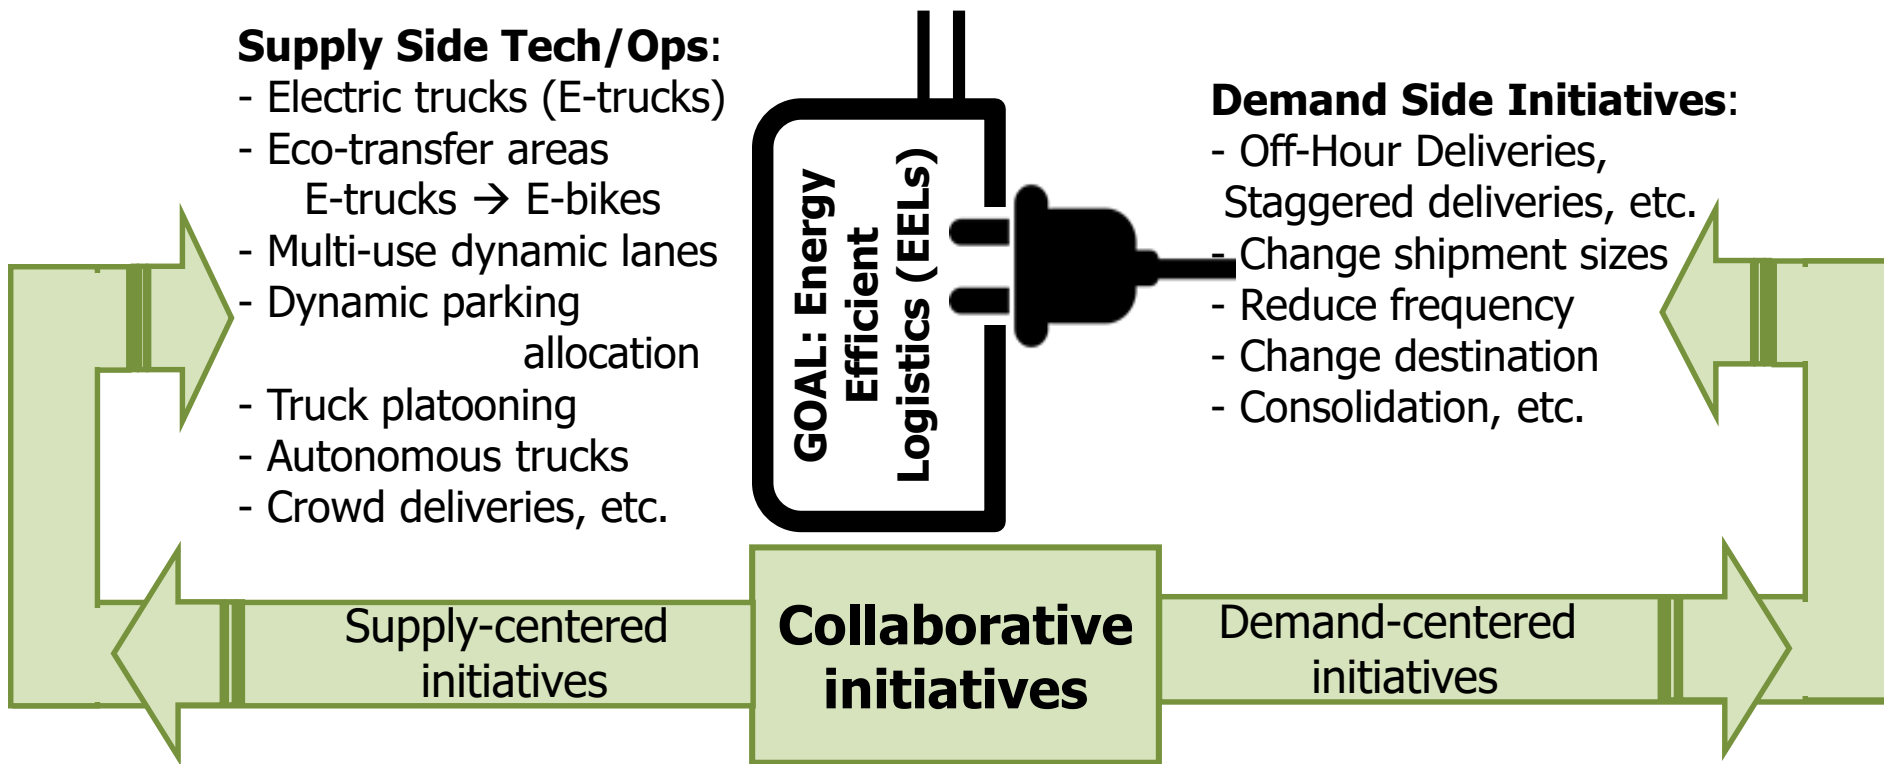 Supply Side Tech/Ops:
- Electric trucks (E-trucks)
- Eco-transfer areas
E-trucks → E-bikes
- Multi-use dynamic lanes
- Dynamic parking
allocation
- Truck platooning
- Autonomous trucks
- Crowd deliveries, etc.
GOAL: Energy
Efficient
Logistics (EELs)
Demand Side Initiatives:
- Off-Hour Deliveries,
Staggered deliveries, etc.
- Change shipment sizes
- Reduce frequency
- Change destination
- Consolidation, etc.
Supply-centered
initiatives
Collaborative
initiatives
Demand-centered
initiatives